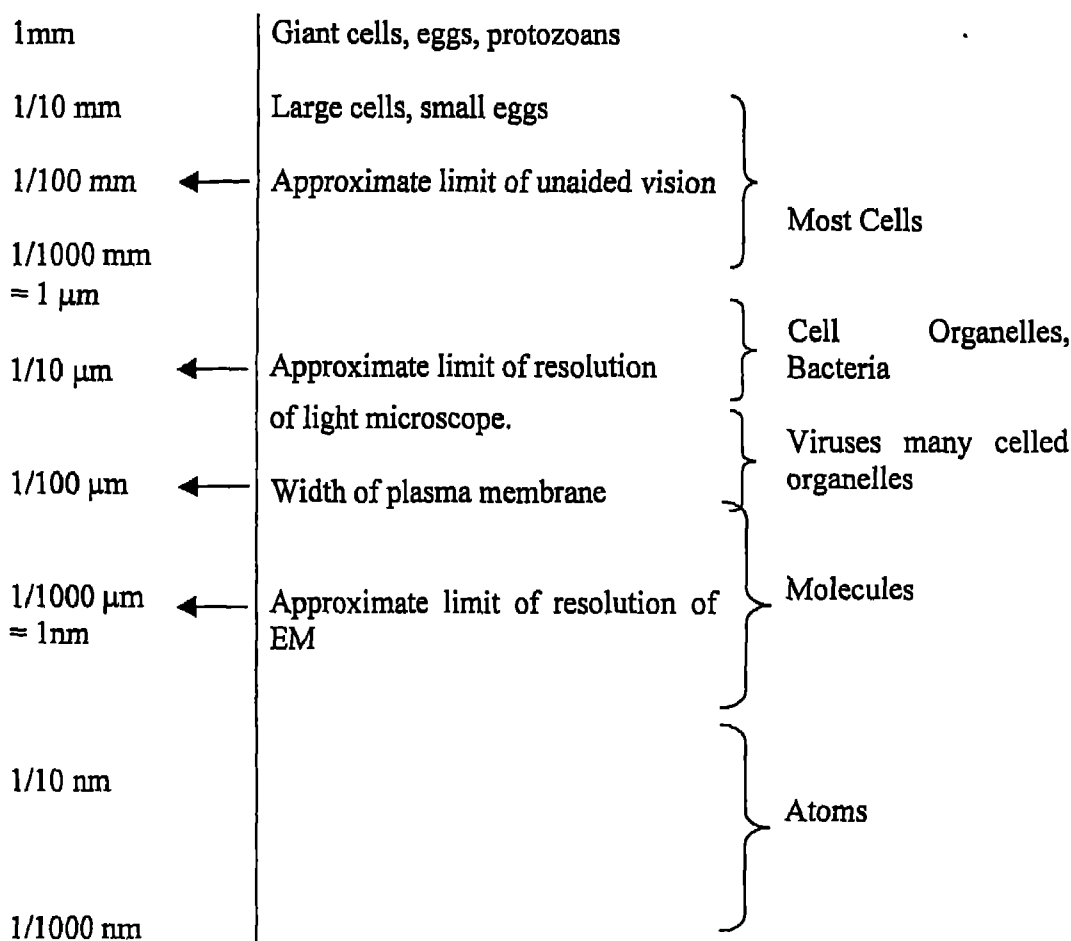 1mm Giant cells, eggs, protozoans
1/10 mm Large cells, small eggs
1/100 mm Approximate limit of unaided vision
Most Cells
1/1000 mm
= 1 μm
Cell Organelles,
Bacteria
1/10 μm Approximate limit of resolution
of light microscope.
Viruses many celled
organelles
1/100 μm Width of plasma membrane
Molecules
1/1000 μm Approximate limit of resolution of
= 1nm EM
1/10 nm
Atoms
1/1000 nm